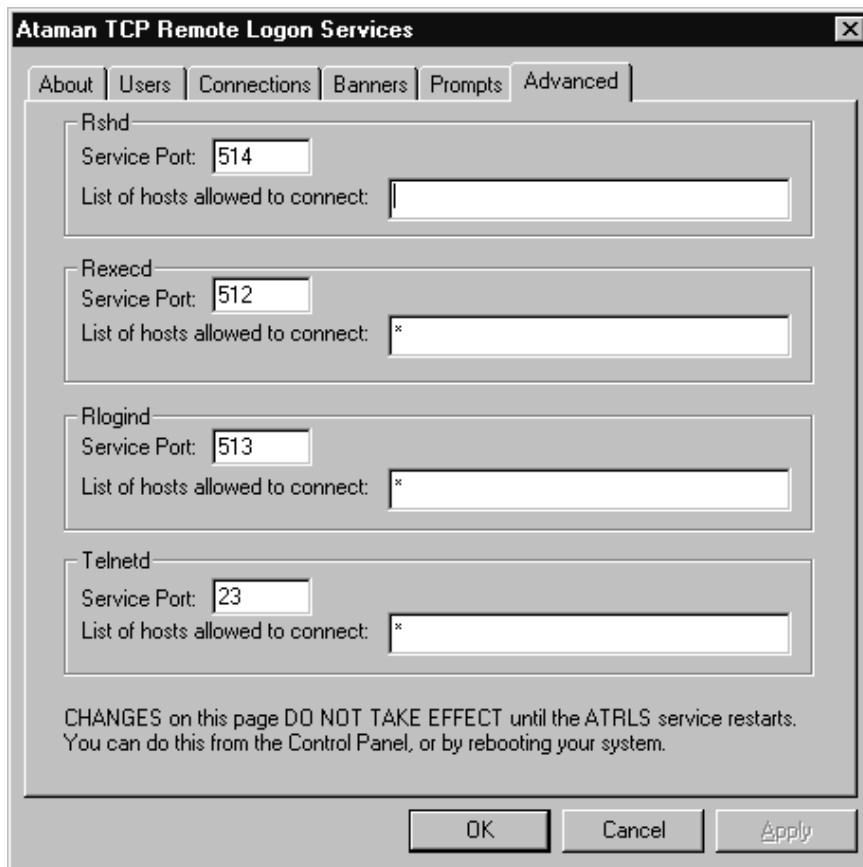 Ataman TCP Remote Logon Services
About Users Connections Banners Prompts Advanced
Rshd
Service Port: 514
List of hosts allowed to connect:
Rexecd
Service Port: 512
List of hosts allowed to connect: *
Rlogind
Service Port: 513
List of hosts allowed to connect: *
Telnetd
Service Port: 23
List of hosts allowed to connect: *
CHANGES on this page DO NOT TAKE EFFECT until the ATRLS service restarts.
You can do this from the Control Panel, or by rebooting your system.
OK Cancel Apply